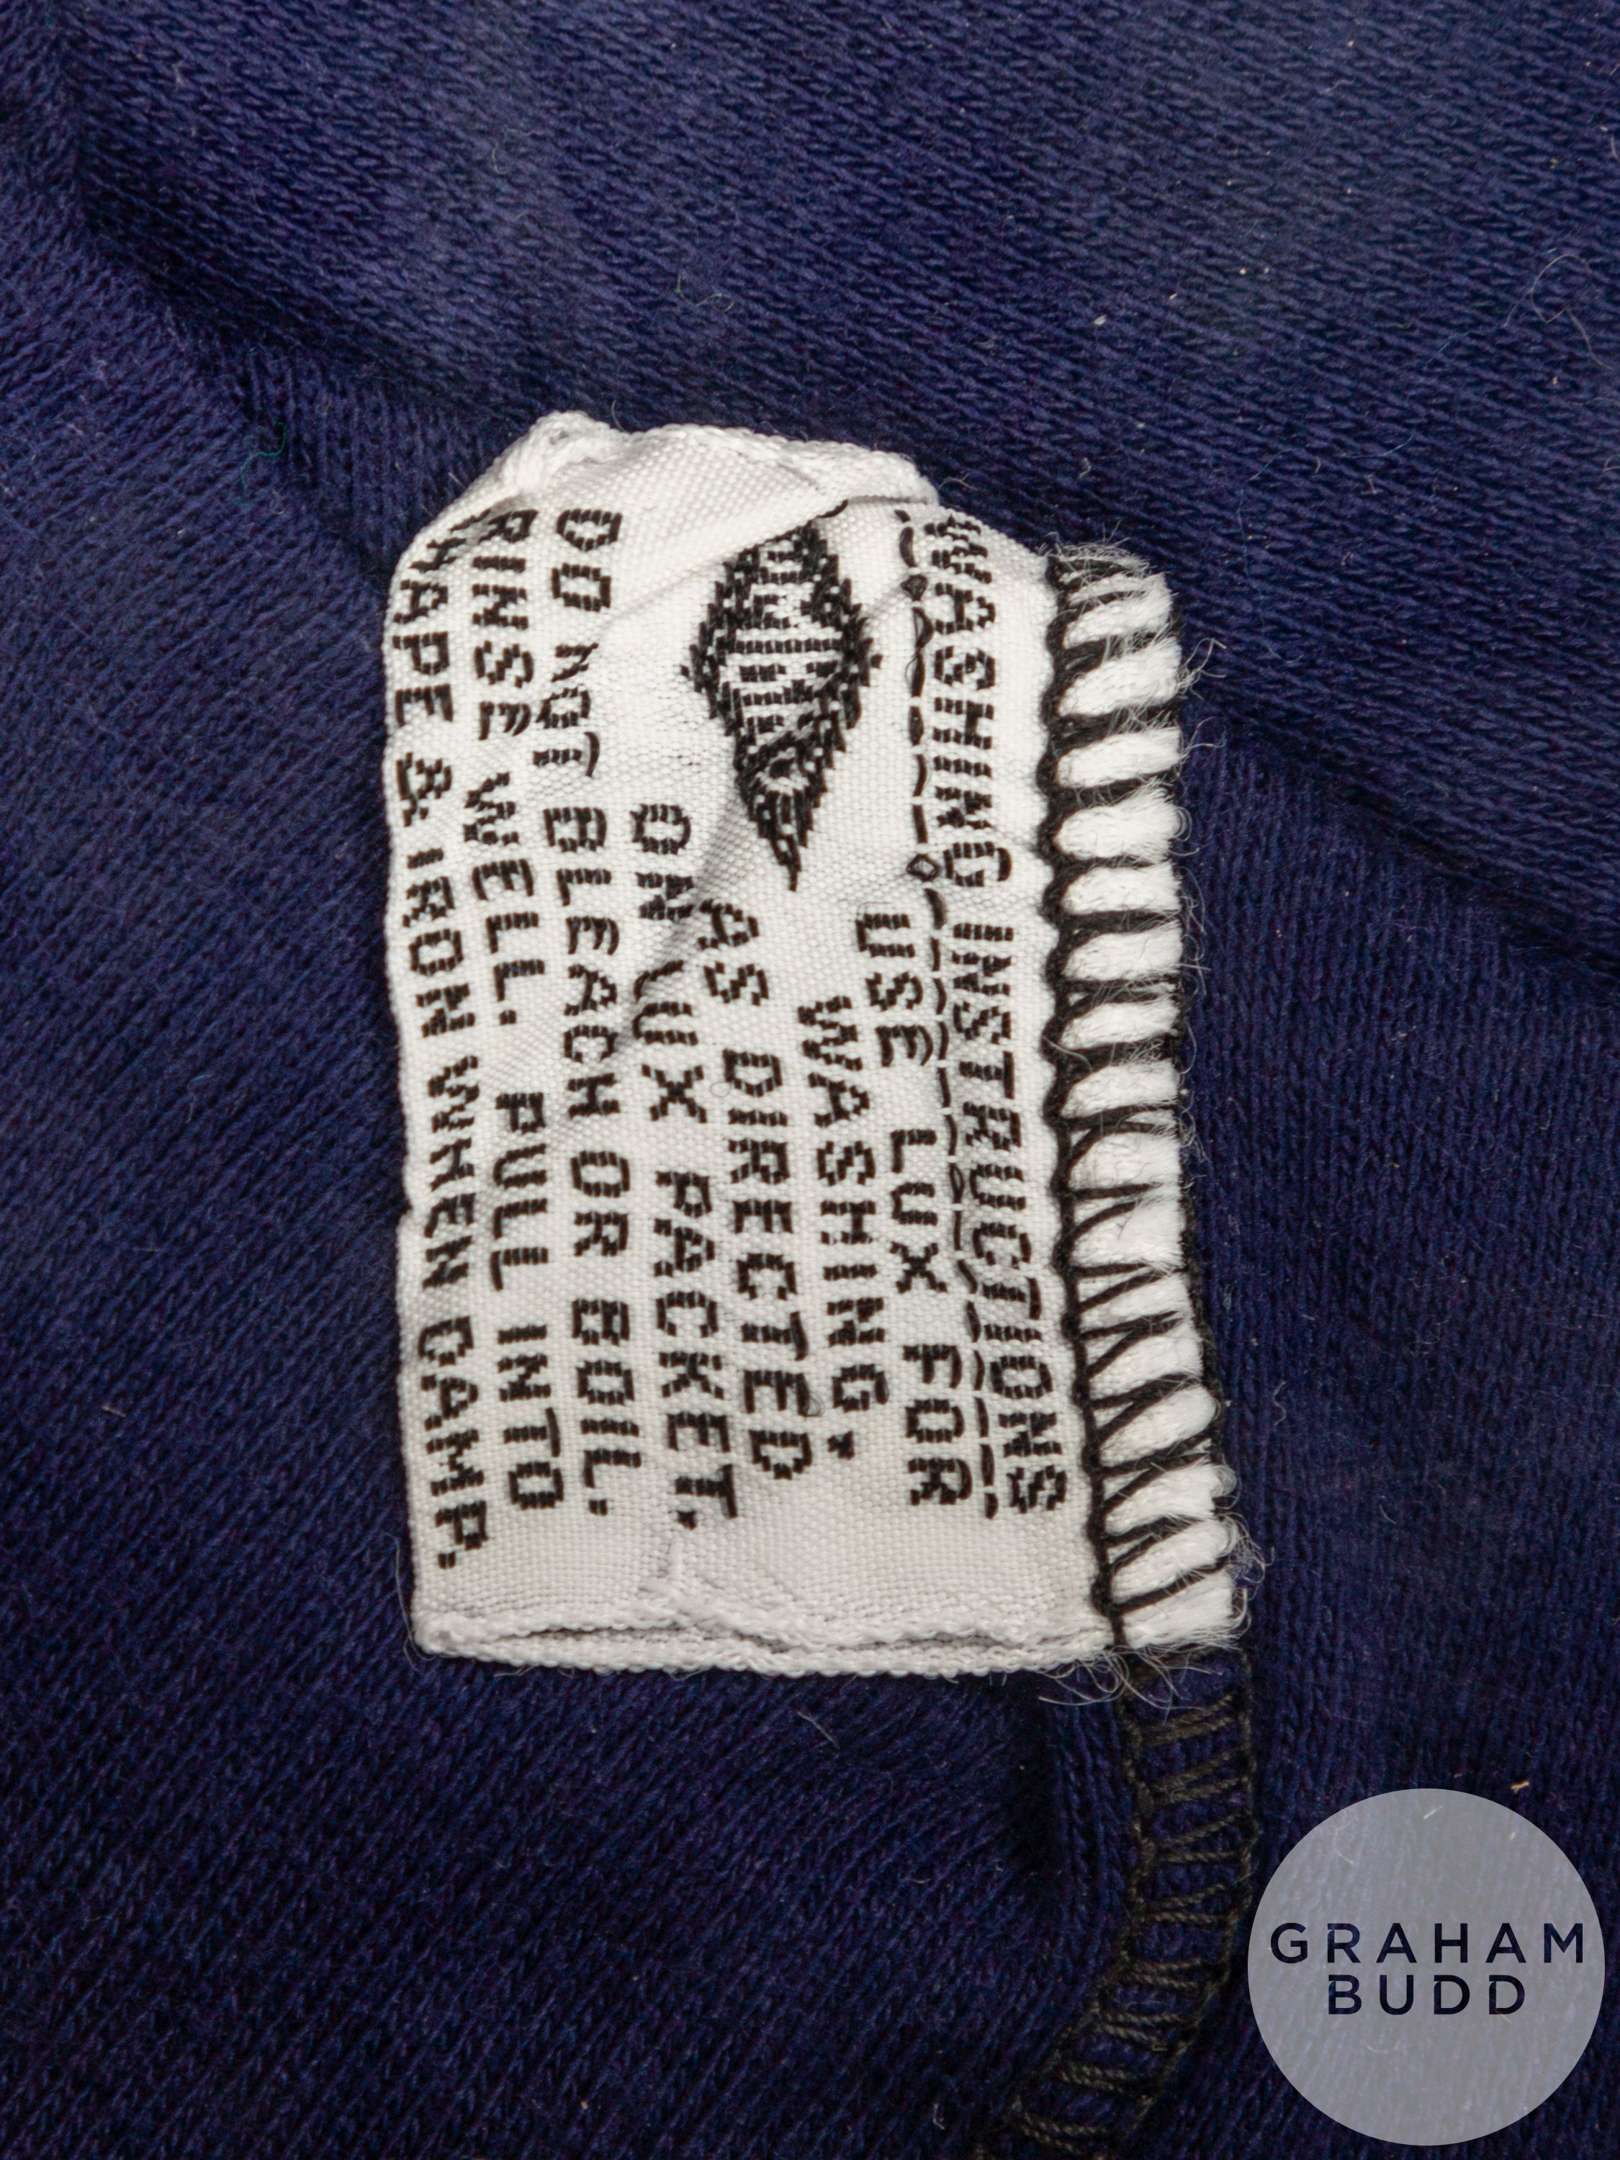 WASHING INSTRUCTIONS
USE LUX FOR
WASHING,
AS DIRECTED
ON LUX PACKET.
DO NOT BLEACH OR BOIL.
RINSE WELL. PULL INTO
SHAPE & IRON WHEN DAMP.
GRAHAM
BUDD